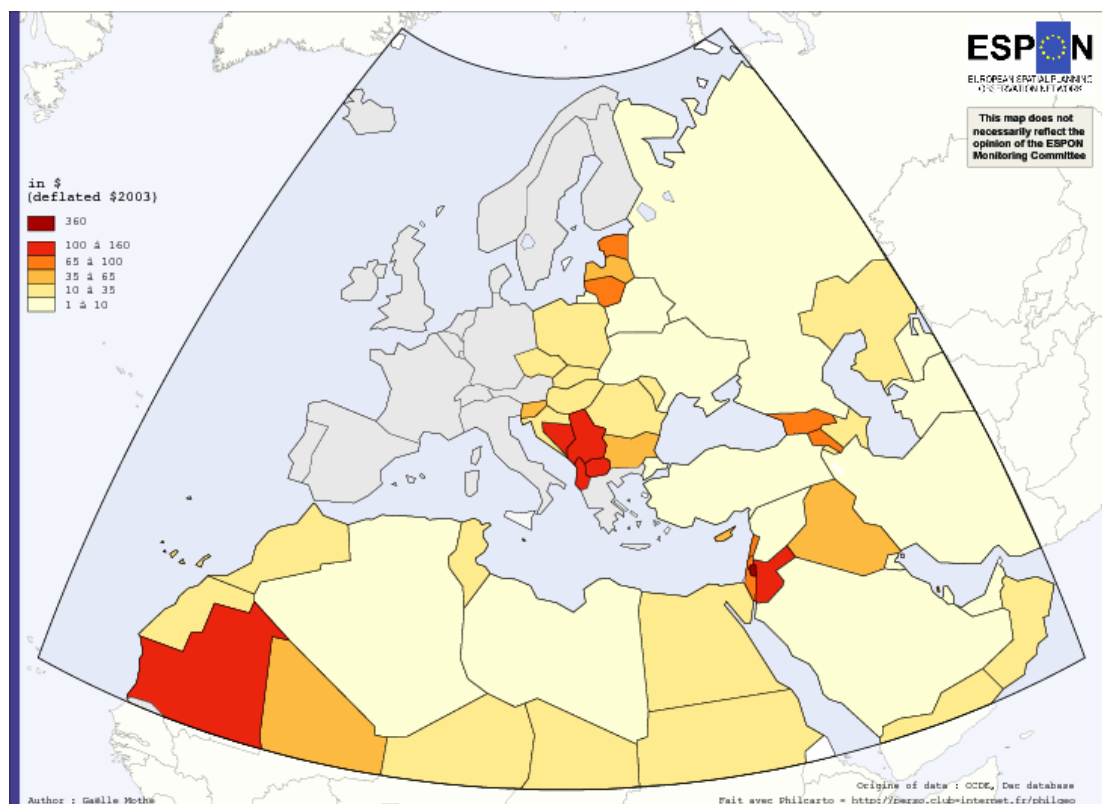 ESPON
EUROPEAN SPATIAL PLANNING
OBSERVATION NETWORK
This map does not
necessarily reflect the
opinion of the ESPON
Monitoring Committee
in $
(deflated $2003)
360
100 à 160
65 à 100
35 à 65
10 à 35
1 à 10
Origine of data : OCDE, Dac database
Author : Gaëlle Mothe
Fait avec Philcarto - http://perso.club-internet.fr/philgeo